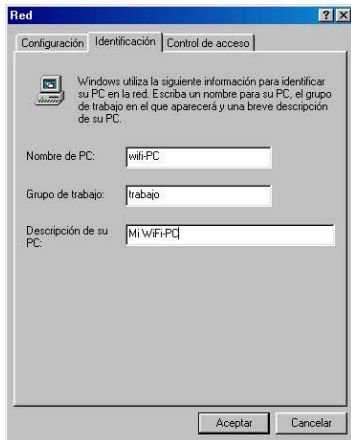 Red
Configuración Identificación Control de acceso
Windows utiliza la siguiente información para identificar
su PC en la red. Escriba un nombre para su PC, el grupo
de trabajo en el que aparecerá y una breve descripción
de su PC.
Nombre de PC: wifi-PC
Grupo de trabajo: trabajo
Descripción de su
PC: Mi WiFi-PC
Aceptar Cancelar